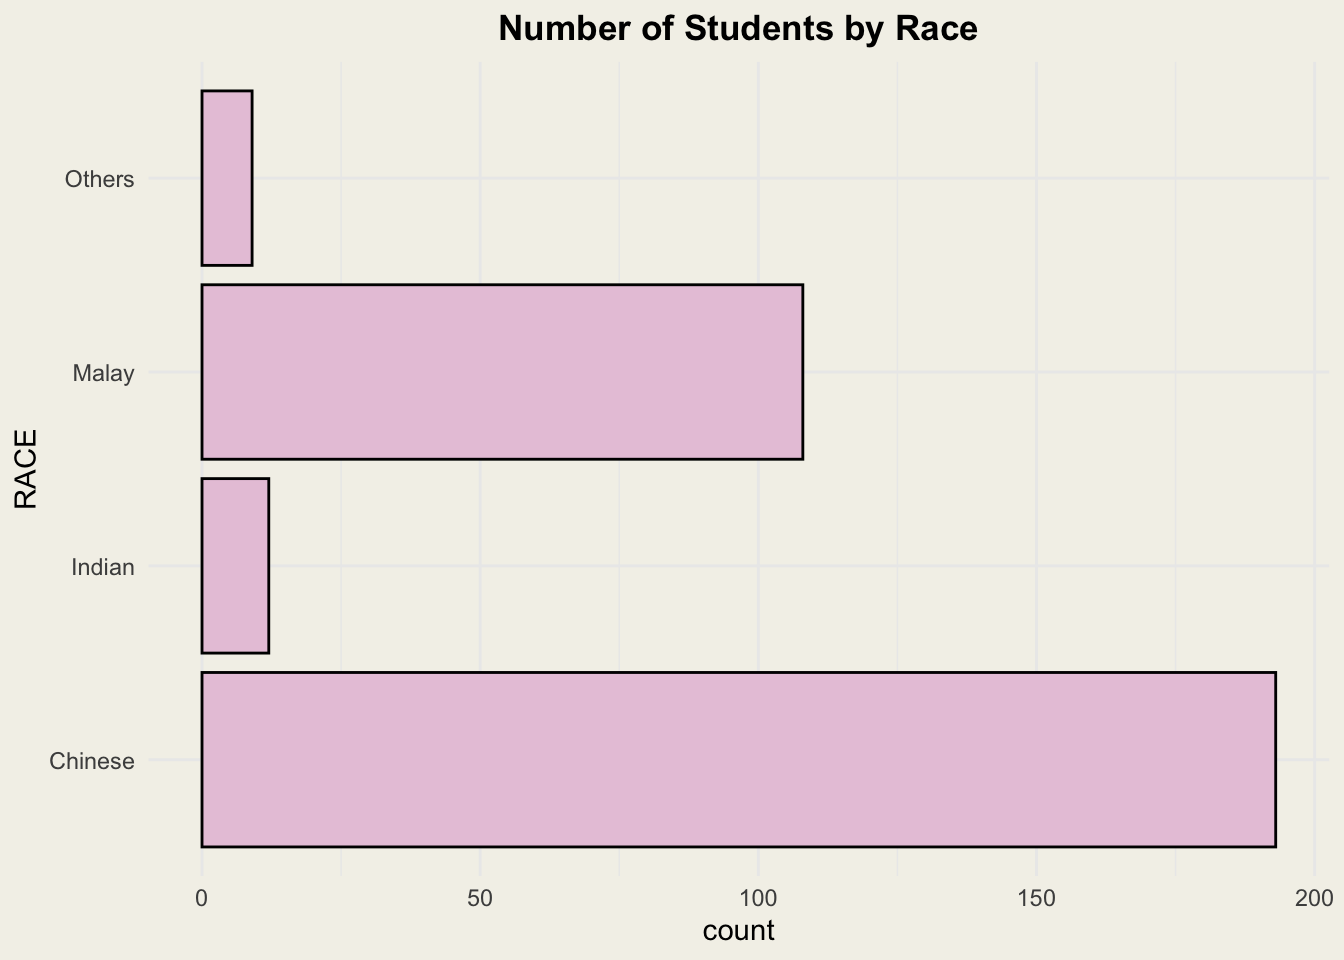 Number of Students by Race
Others
Malay
Indian
Chinese
RACE
0 50 100 150 200
count